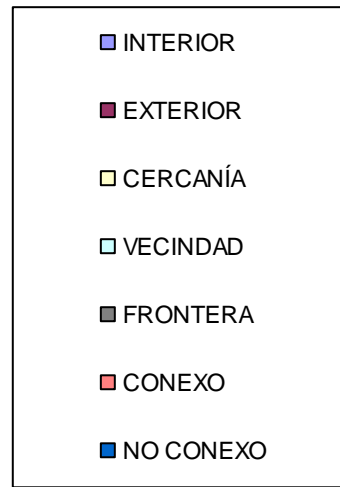 INTERIOR
EXTERIOR
CERCANÍA
VECINDAD
FRONTERA
CONEXO
NO CONEXO